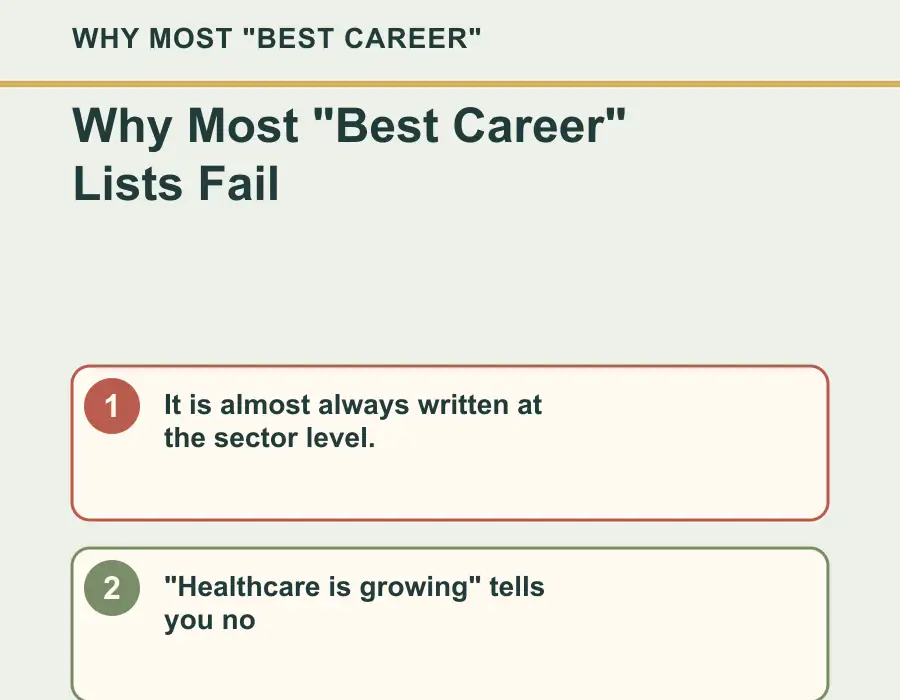 WHY MOST "BEST CAREER"
Why Most "Best Career"
Lists Fail
1
It is almost always written at
the sector level.
2
"Healthcare is growing" tells
you no